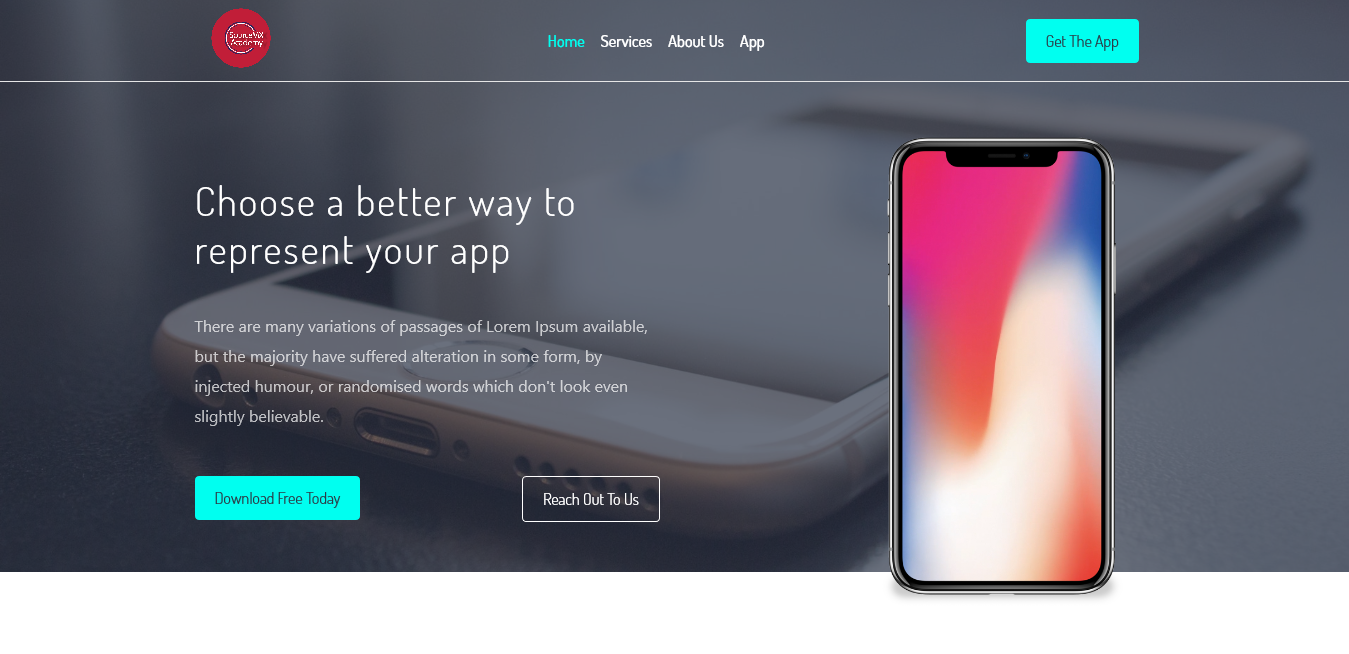 SourceViX
Academy
Home Services About Us App
Get The App
Choose a better way to
represent your app
There are many variations of passages of Lorem Ipsum available,
but the majority have suffered alteration in some form, by
injected humour, or randomised words which don't look even
slightly believable.
Download Free Today
Reach Out To Us